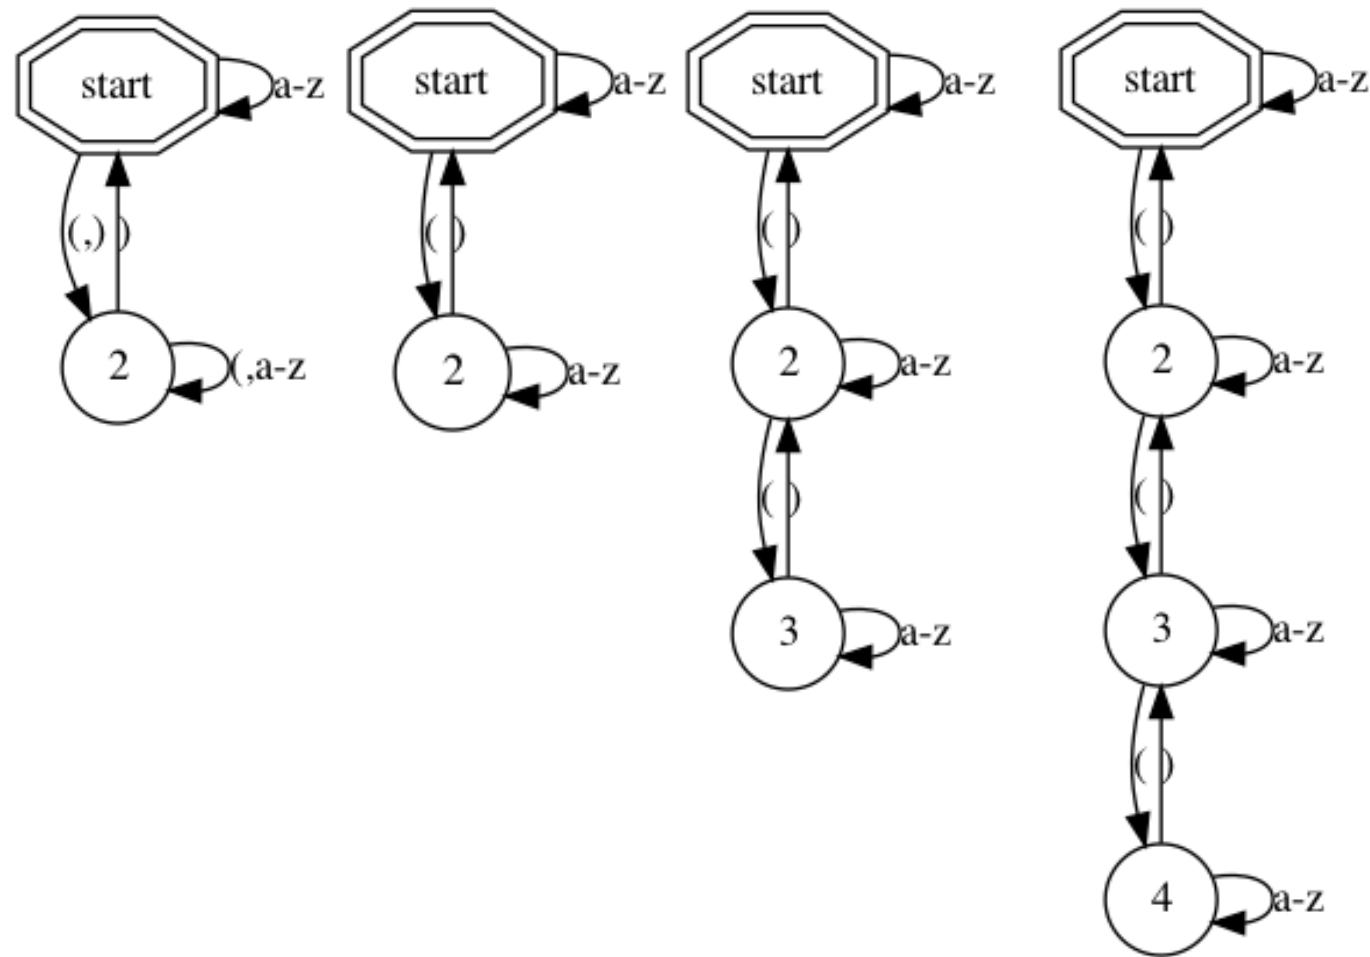 start a-z start a-z start a-z start a-z
(,) ) ( ) ( ) ( )
2 (,a-z 2 a-z 2 a-z 2 a-z
( ) ( )
3 a-z 3 a-z
( )
4 a-z